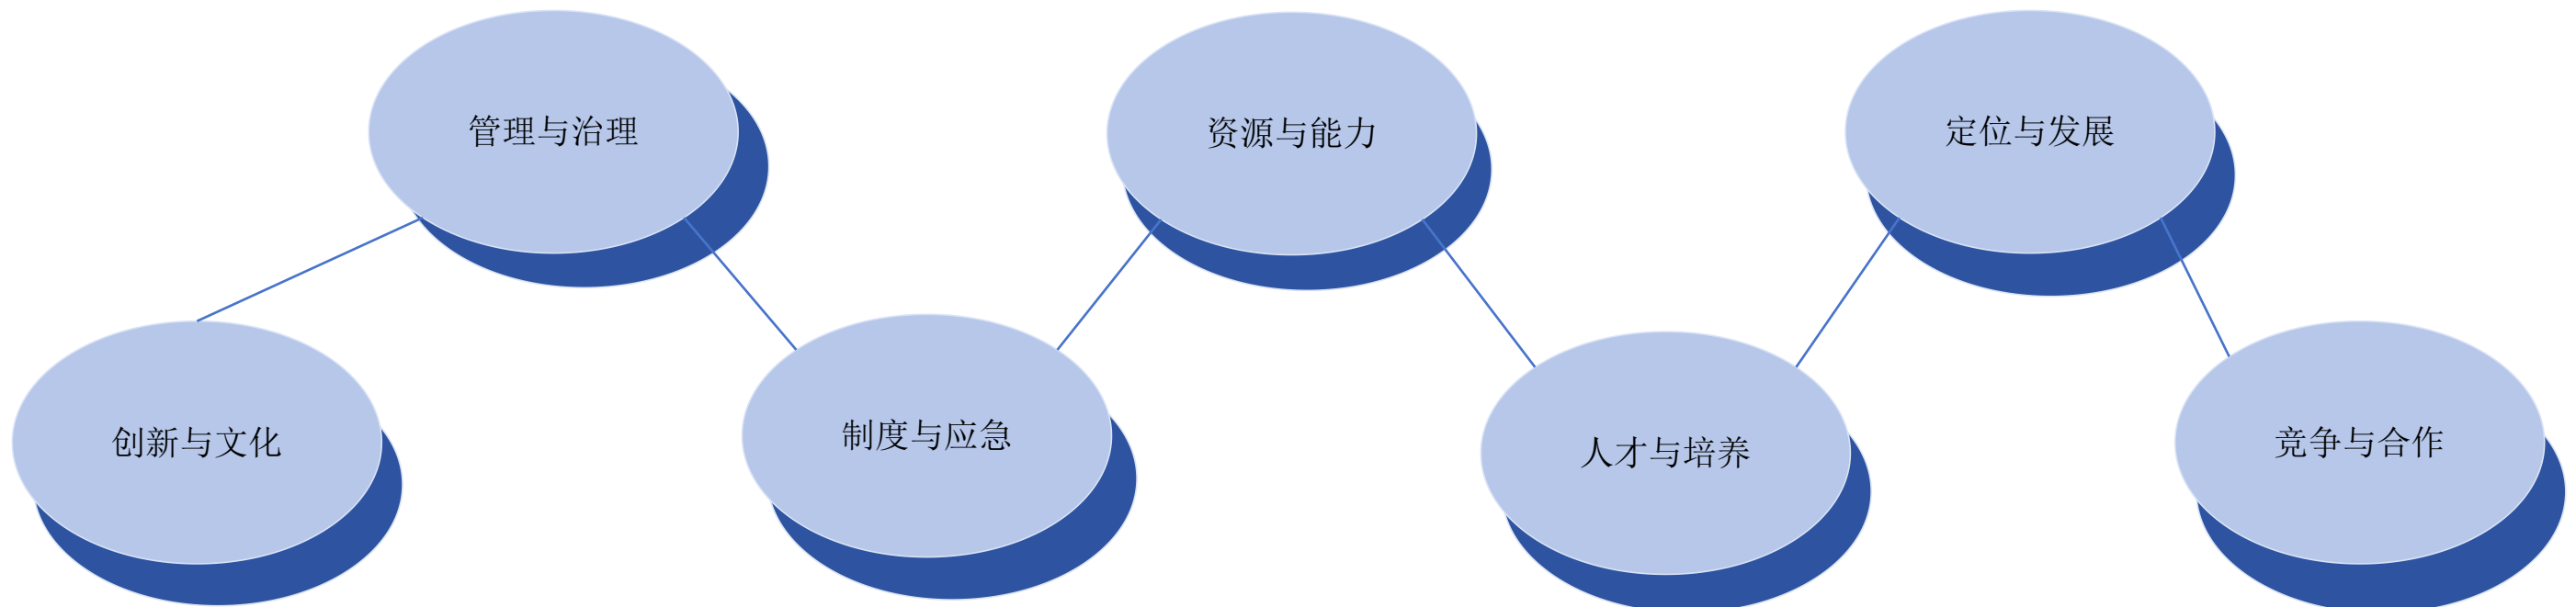 管理与治理
资源与能力
定位与发展
创新与文化
制度与应急
人才与培养
竞争与合作